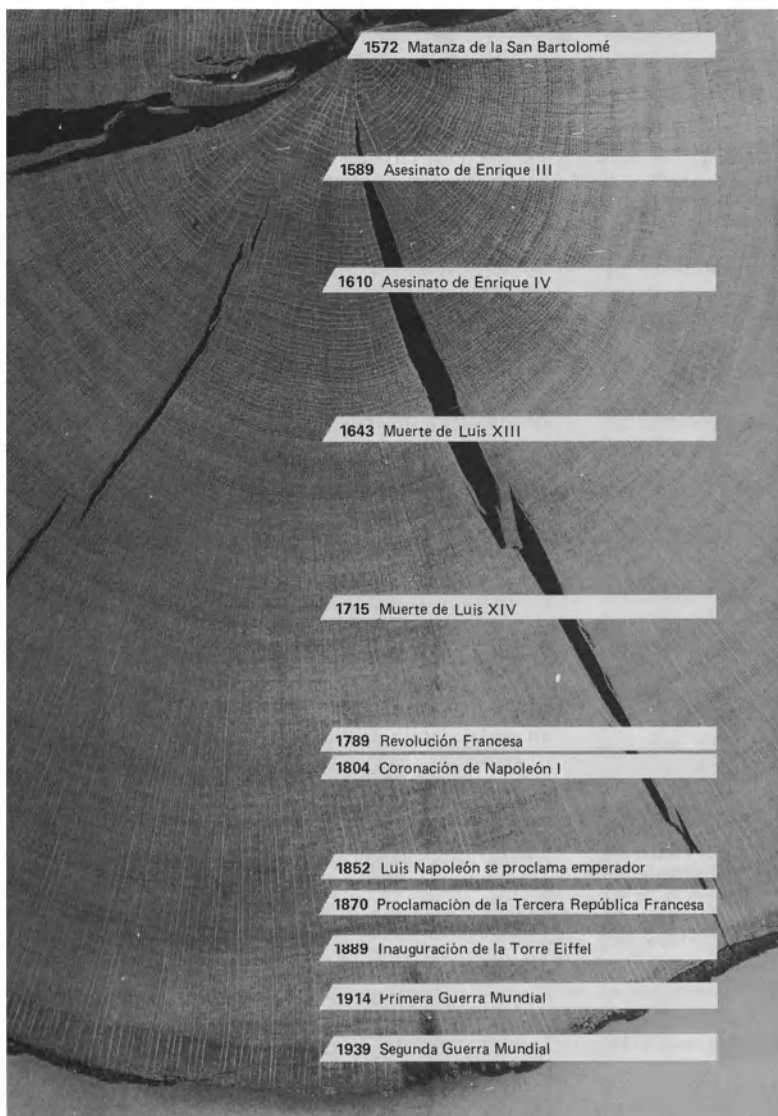 1572 Matanza de la San Bartolomé
1589 Asesinato de Enrique III
1610 Asesinato de Enrique IV
1643 Muerte de Luis XIII
1715 Muerte de Luis XIV
1789 Revolución Francesa
1804 Coronación de Napoleón I
1852 Luis Napoleón se proclama emperador
1870 Proclamación de la Tercera República Francesa
1889 Inauguración de la Torre Eiffel
1914 Primera Guerra Mundial
1939 Segunda Guerra Mundial